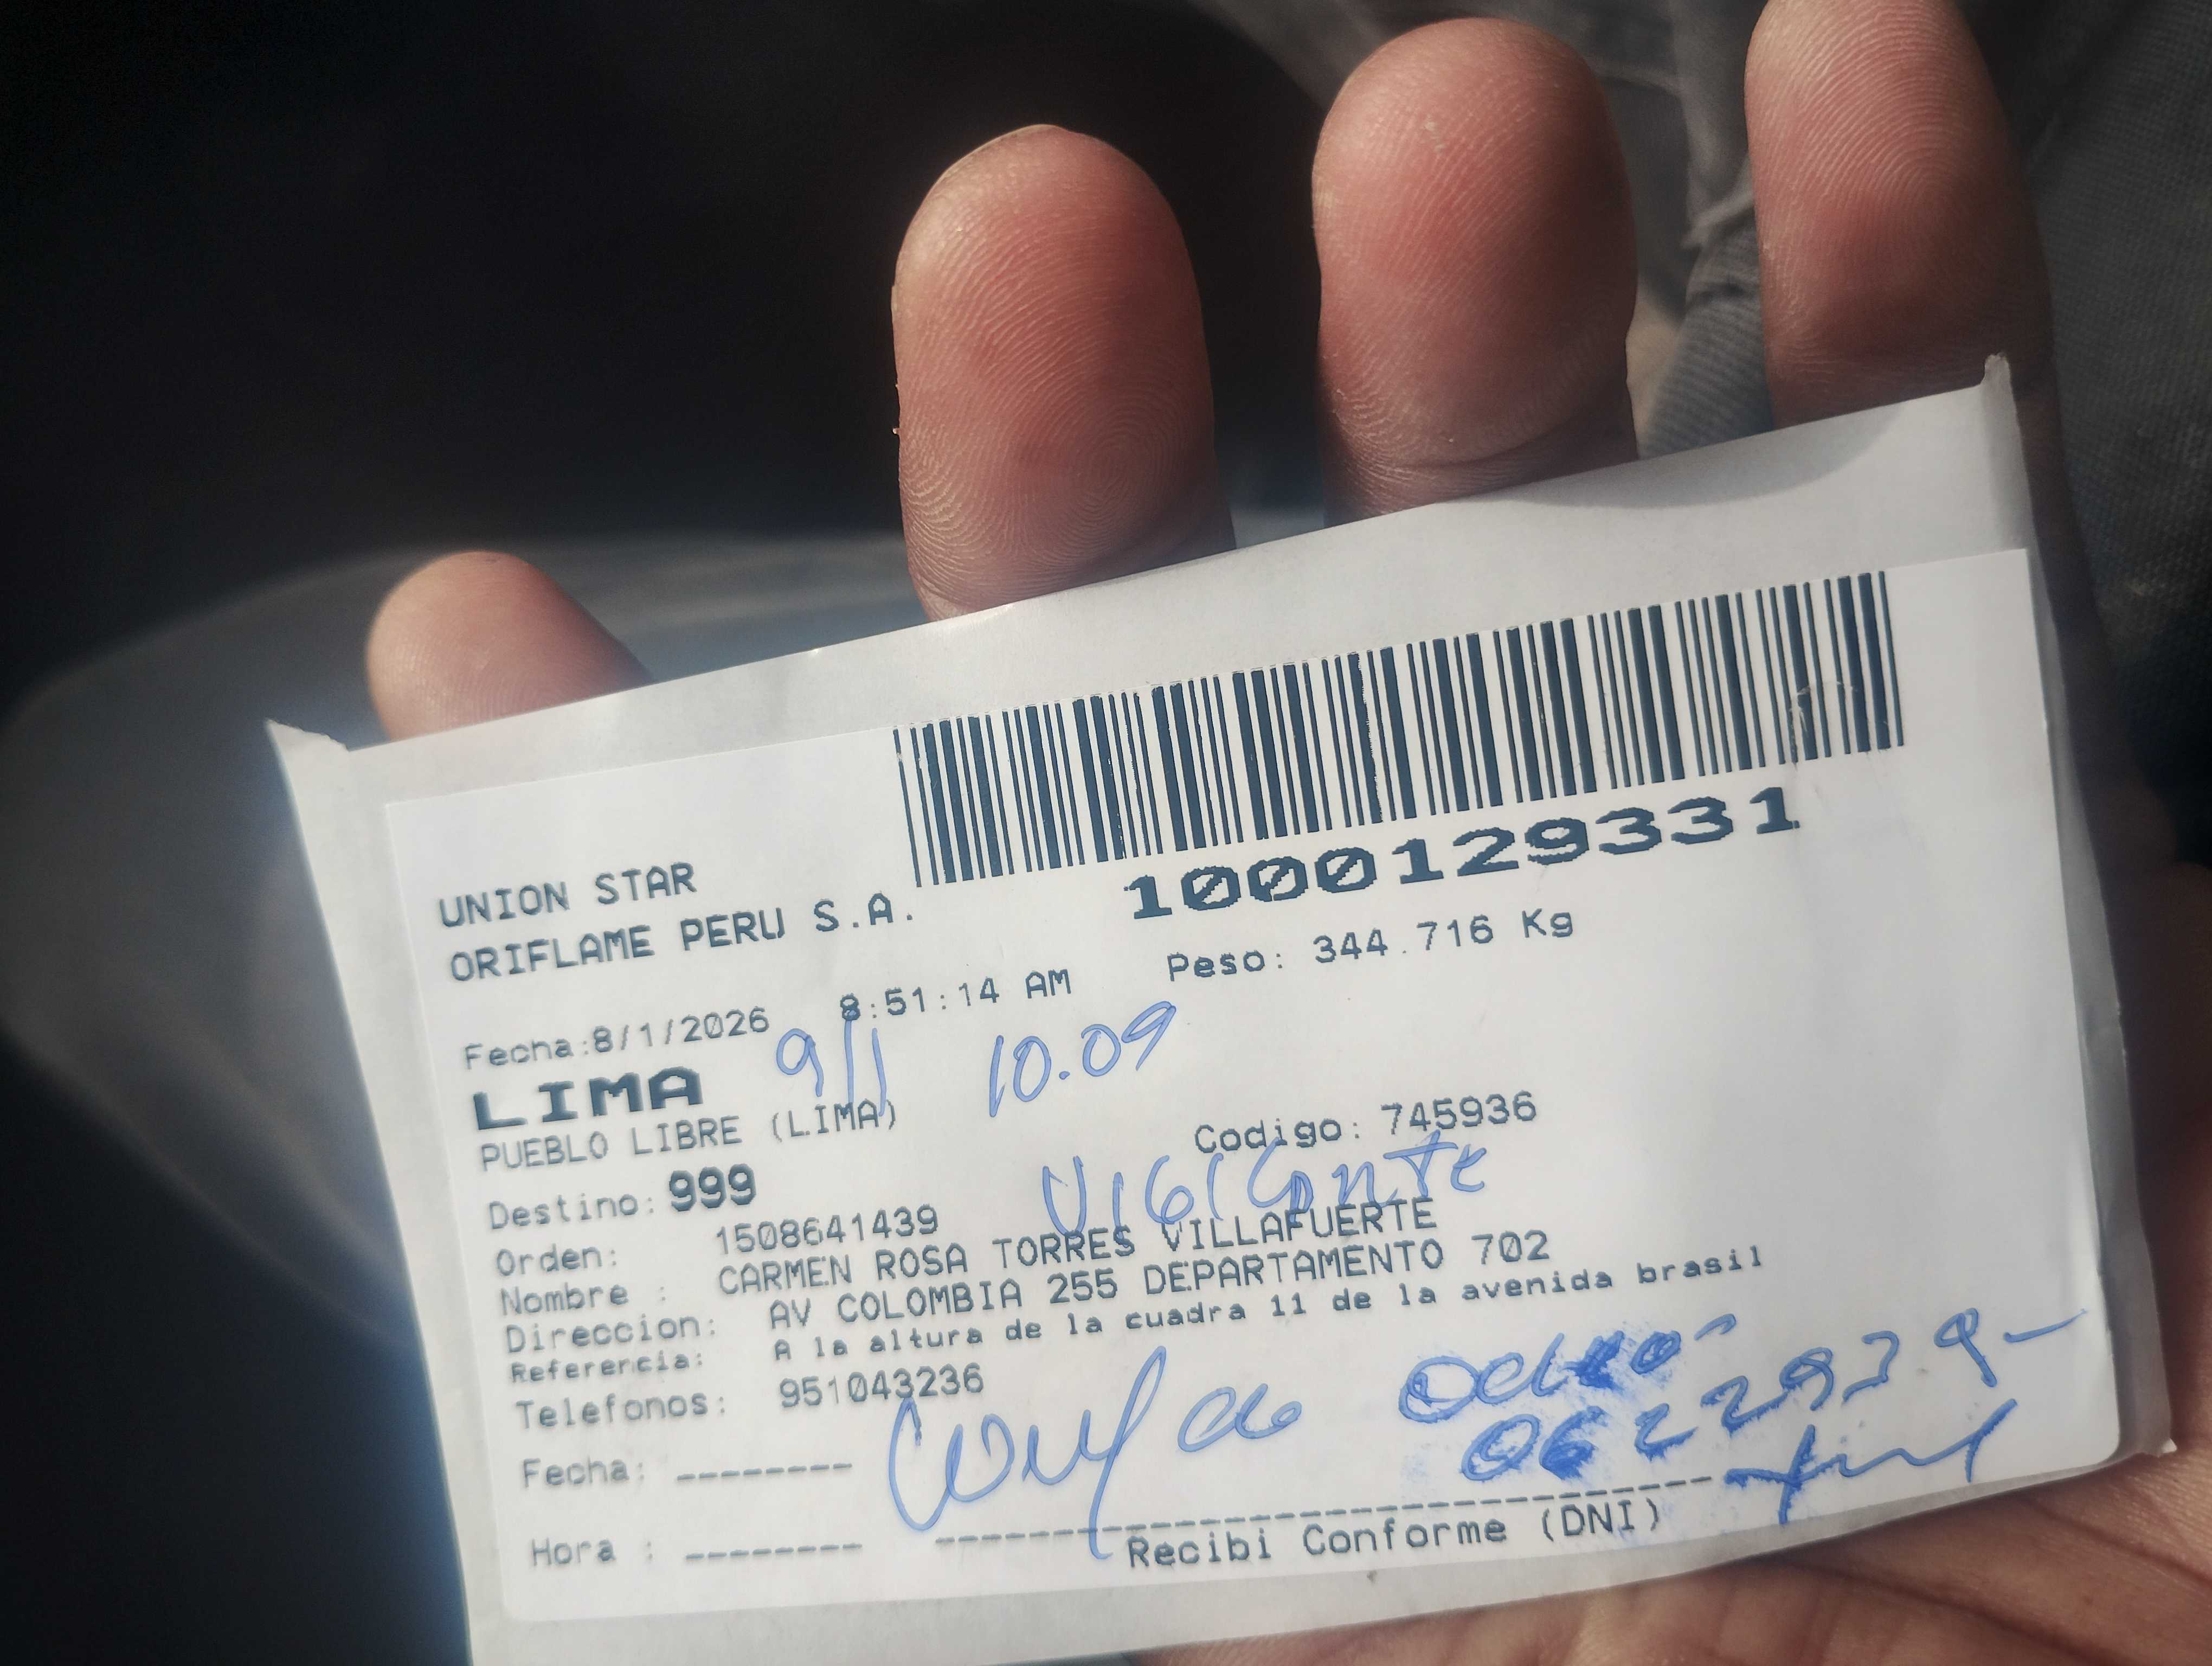 1000129331
UNION STAR
ORIFLAME PERU S.A.
Peso: 344.716 Kg
Fecha:8/1/2026 8:51:14 AM
9/1 10.09
LIMA
PUEBLO LIBRE (LIMA)
Codigo: 745936
Destino: 999
VIGILANTE
Orden: 1508641439
Nombre : CARMEN ROSA TORRES VILLAFUERTE
Direccion: AV COLOMBIA 255 DEPARTAMENTO 702
Referencia: A la altura de la cuadra 11 de la avenida brasil
Telefonos: 951043236
Fecha: --------
Hora : --------
Recibi Conforme (DNI)